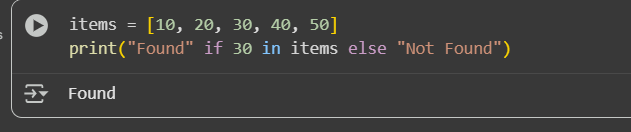 items = [10, 20, 30, 40, 50]
print("Found" if 30 in items else "Not Found")
Found